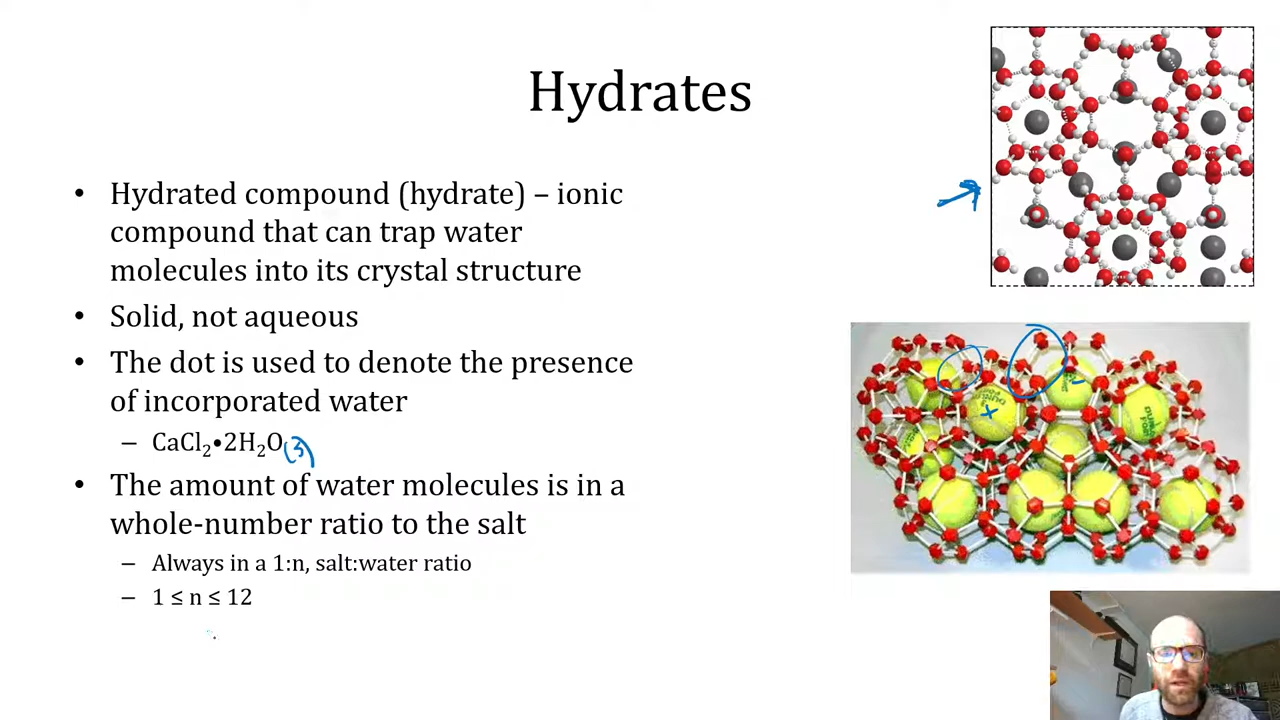 Hydrates
• Hydrated compound (hydrate) – ionic
compound that can trap water
molecules into its crystal structure
• Solid, not aqueous
• The dot is used to denote the presence
of incorporated water
– CaCl₂•2H₂O(s)
• The amount of water molecules is in a
whole-number ratio to the salt
– Always in a 1:n, salt:water ratio
– 1 ≤ n ≤ 12